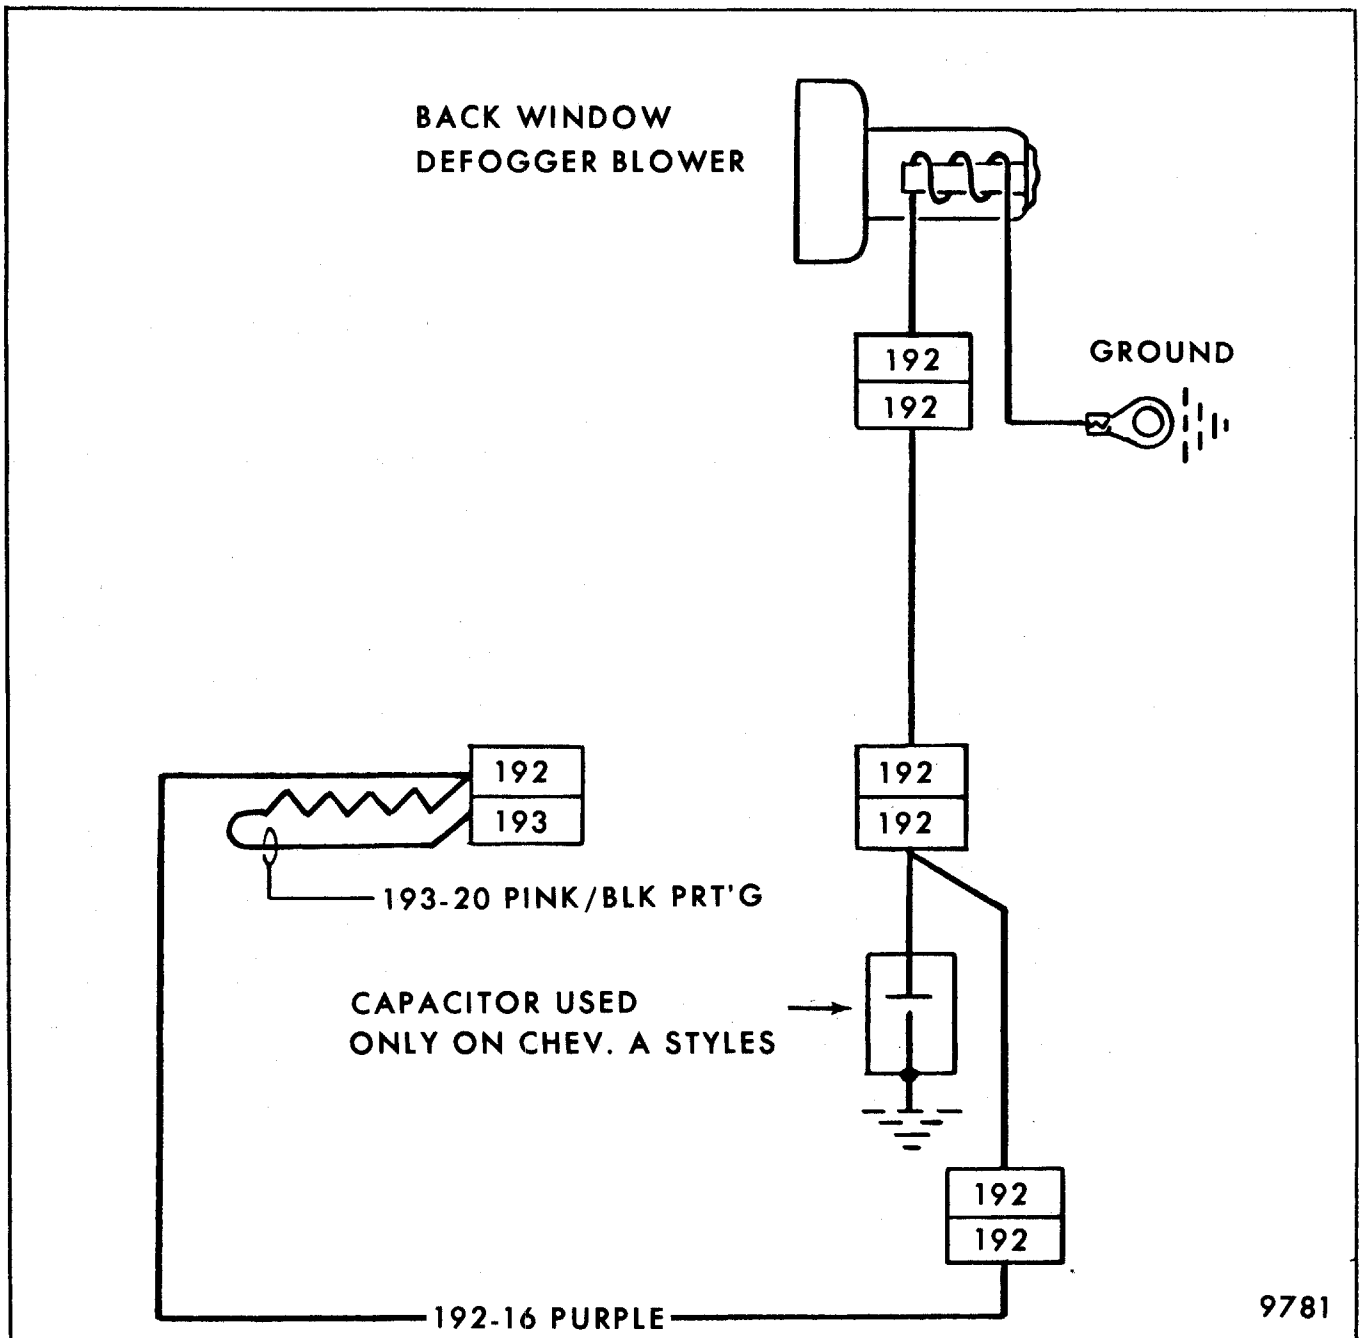 BACK WINDOW
DEFOGGER BLOWER
192
192
GROUND
192
193
192
192
193-20 PINK/BLK PRT'G
CAPACITOR USED
ONLY ON CHEV. A STYLES
192
192
192-16 PURPLE
9781